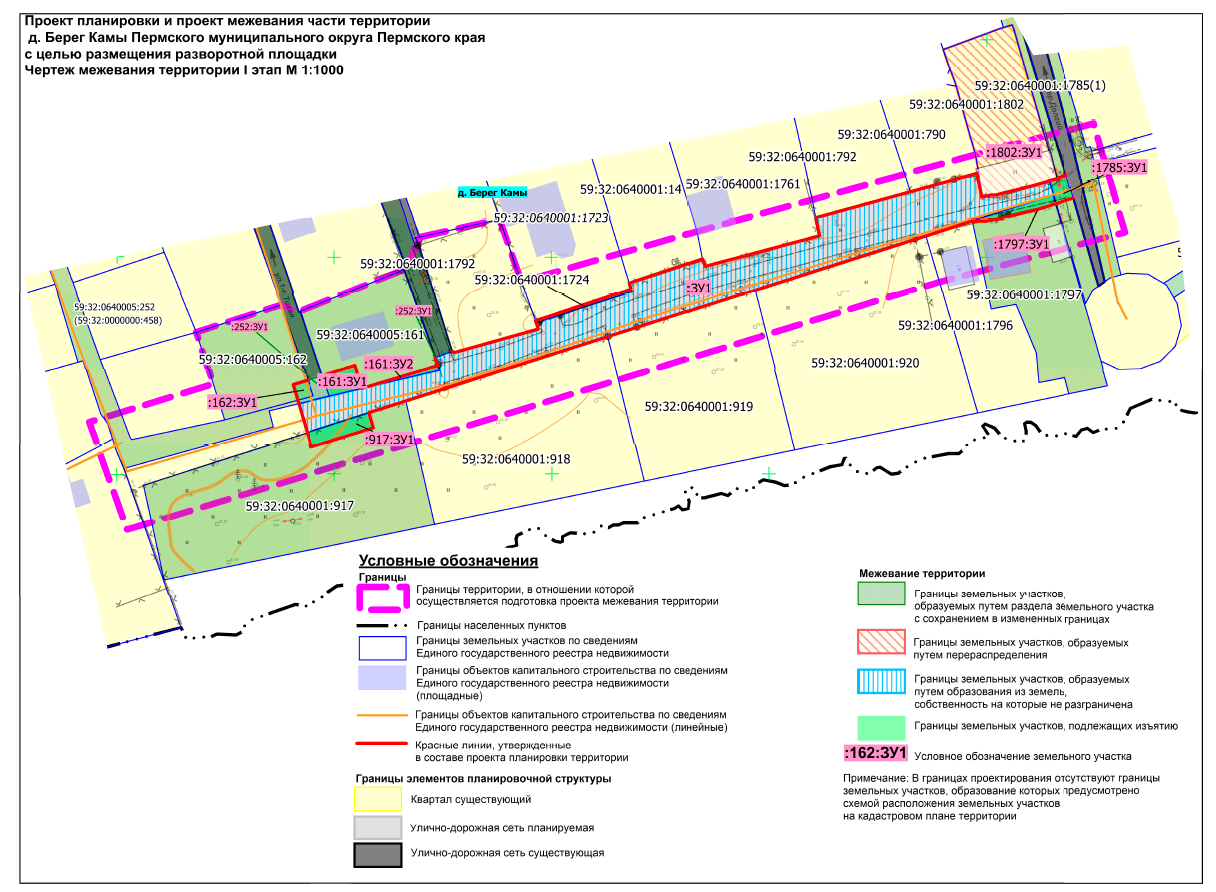 Проект планировки и проект межевания части территории
д. Берег Камы Пермского муниципального округа Пермского края
с целью размещения разворотной площадки
Чертеж межевания территории I этап М 1:1000
59:32:0640001:1785(1)
59:32:0640001:1802
59:32:0640001:790
:1802:ЗУ1
59:32:0640001:792
:1785:ЗУ1
59:32:0640001:14
59:32:0640001:1761
д. Берег Камы
59:32:0640001:1723
:1797:ЗУ1
59:32:0640001:1792
59:32:0640001:1724
:ЗУ1
59:32:0640001:1797
59:32:0640005:252
(59:32:0000000:458)
:252:ЗУ1
:252:ЗУ1
59:32:0640001:1796
59:32:0640005:161
59:32:0640005:162
:161:ЗУ2
59:32:0640001:920
:161:ЗУ1
:162:ЗУ1
59:32:0640001:919
:917:ЗУ1
59:32:0640001:918
59:32:0640001:917
Условные обозначения
Границы
Границы территории, в отношении которой
осуществляется подготовка проекта межевания территории
Границы населенных пунктов
Границы земельных участков по сведениям
Единого государственного реестра недвижимости
Границы объектов капитального строительства по сведениям
Единого государственного реестра недвижимости
(площадные)
Границы объектов капитального строительства по сведениям
Единого государственного реестра недвижимости (линейные)
Красные линии, утвержденные
в составе проекта планировки территории
Границы элементов планировочной структуры
Квартал существующий
Улично-дорожная сеть планируемая
Улично-дорожная сеть существующая
Межевание территории
Границы земельных участков,
образуемых путем раздела земельного участка
с сохранением в измененных границах
Границы земельных участков, образуемых
путем перераспределения
Границы земельных участков, образуемых
путем образования из земель,
собственность на которые не разграничена
Границы земельных участков, подлежащих изъятию
:162:ЗУ1 Условное обозначение земельного участка
Примечание: В границах проектирования отсутствуют границы
земельных участков, образование которых предусмотрено
схемой расположения земельных участков
на кадастровом плане территории